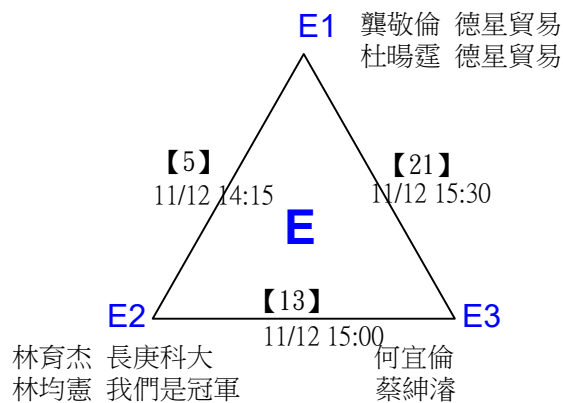 E1 龔敬倫 德星貿易
杜暘霆 德星貿易
【5】
11/12 14:15
【21】
11/12 15:30
E
【13】
11/12 15:00
E2
E3
林育杰 長庚科大
林均憲 我們是冠軍
何宜倫
蔡紳濬